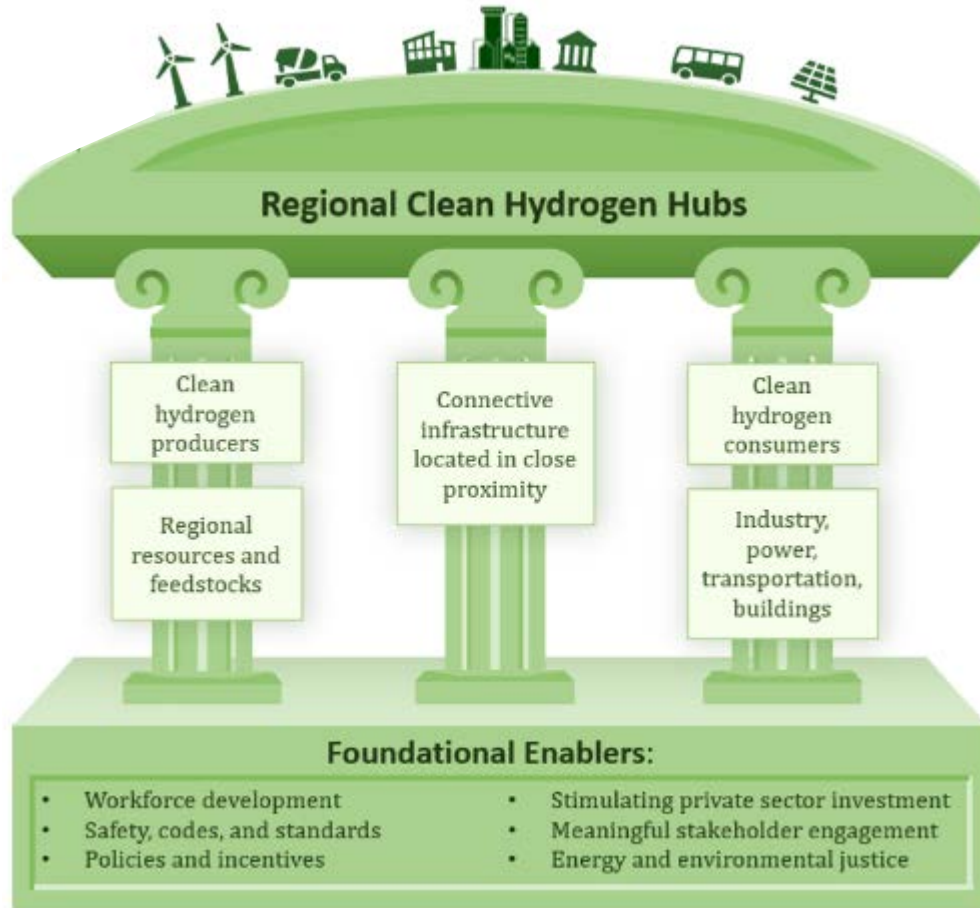 Regional Clean Hydrogen Hubs
Clean
hydrogen
producers
Regional
resources and
feedstocks
Connective
infrastructure
located in close
proximity
Clean
hydrogen
consumers
Industry,
power,
transportation,
buildings
Foundational Enablers:
• Workforce development
• Safety, codes, and standards
• Policies and incentives
• Stimulating private sector investment
• Meaningful stakeholder engagement
• Energy and environmental justice